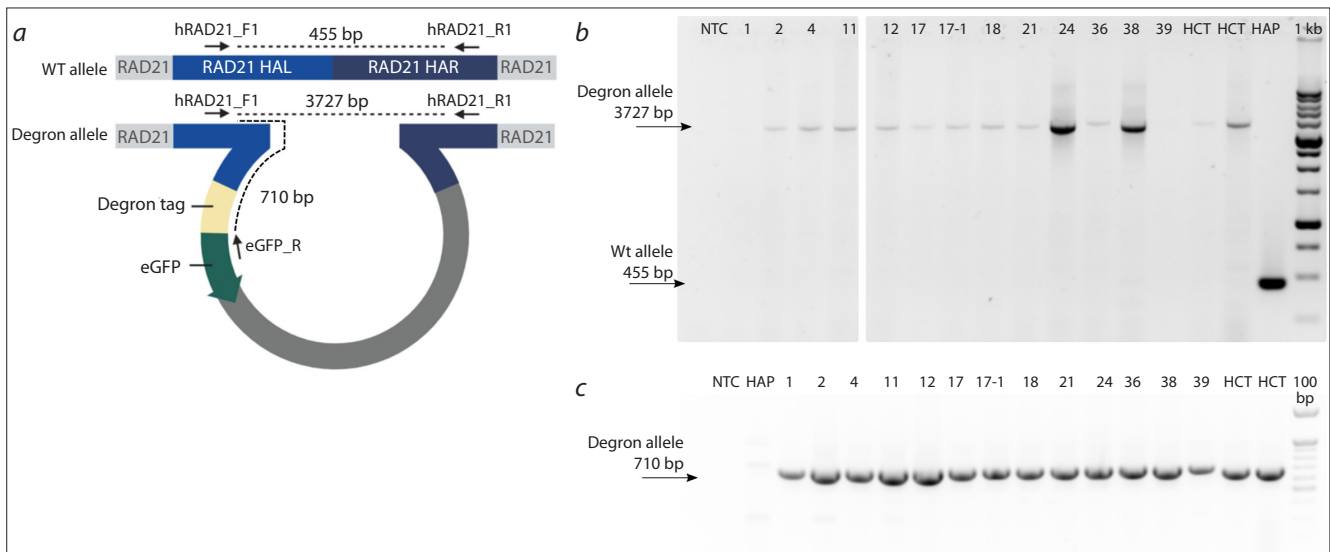 a
hRAD21_F1 455 bp hRAD21_R1
WT allele RAD21 RAD21 HAL RAD21 HAR RAD21
hRAD21_F1 3727 bp hRAD21_R1
Degron allele RAD21 RAD21
710 bp
Degron tag
eGFP_R
eGFP
b
NTC 1 2 4 11 12 17 17-1 18 21 24 36 38 39 HCT HCT HAP 1 kb
Degron allele
3727 bp
Wt allele
455 bp
c
NTC HAP 1 2 4 11 12 17 17-1 18 21 24 36 38 39 HCT HCT 100
bp
Degron allele
710 bp